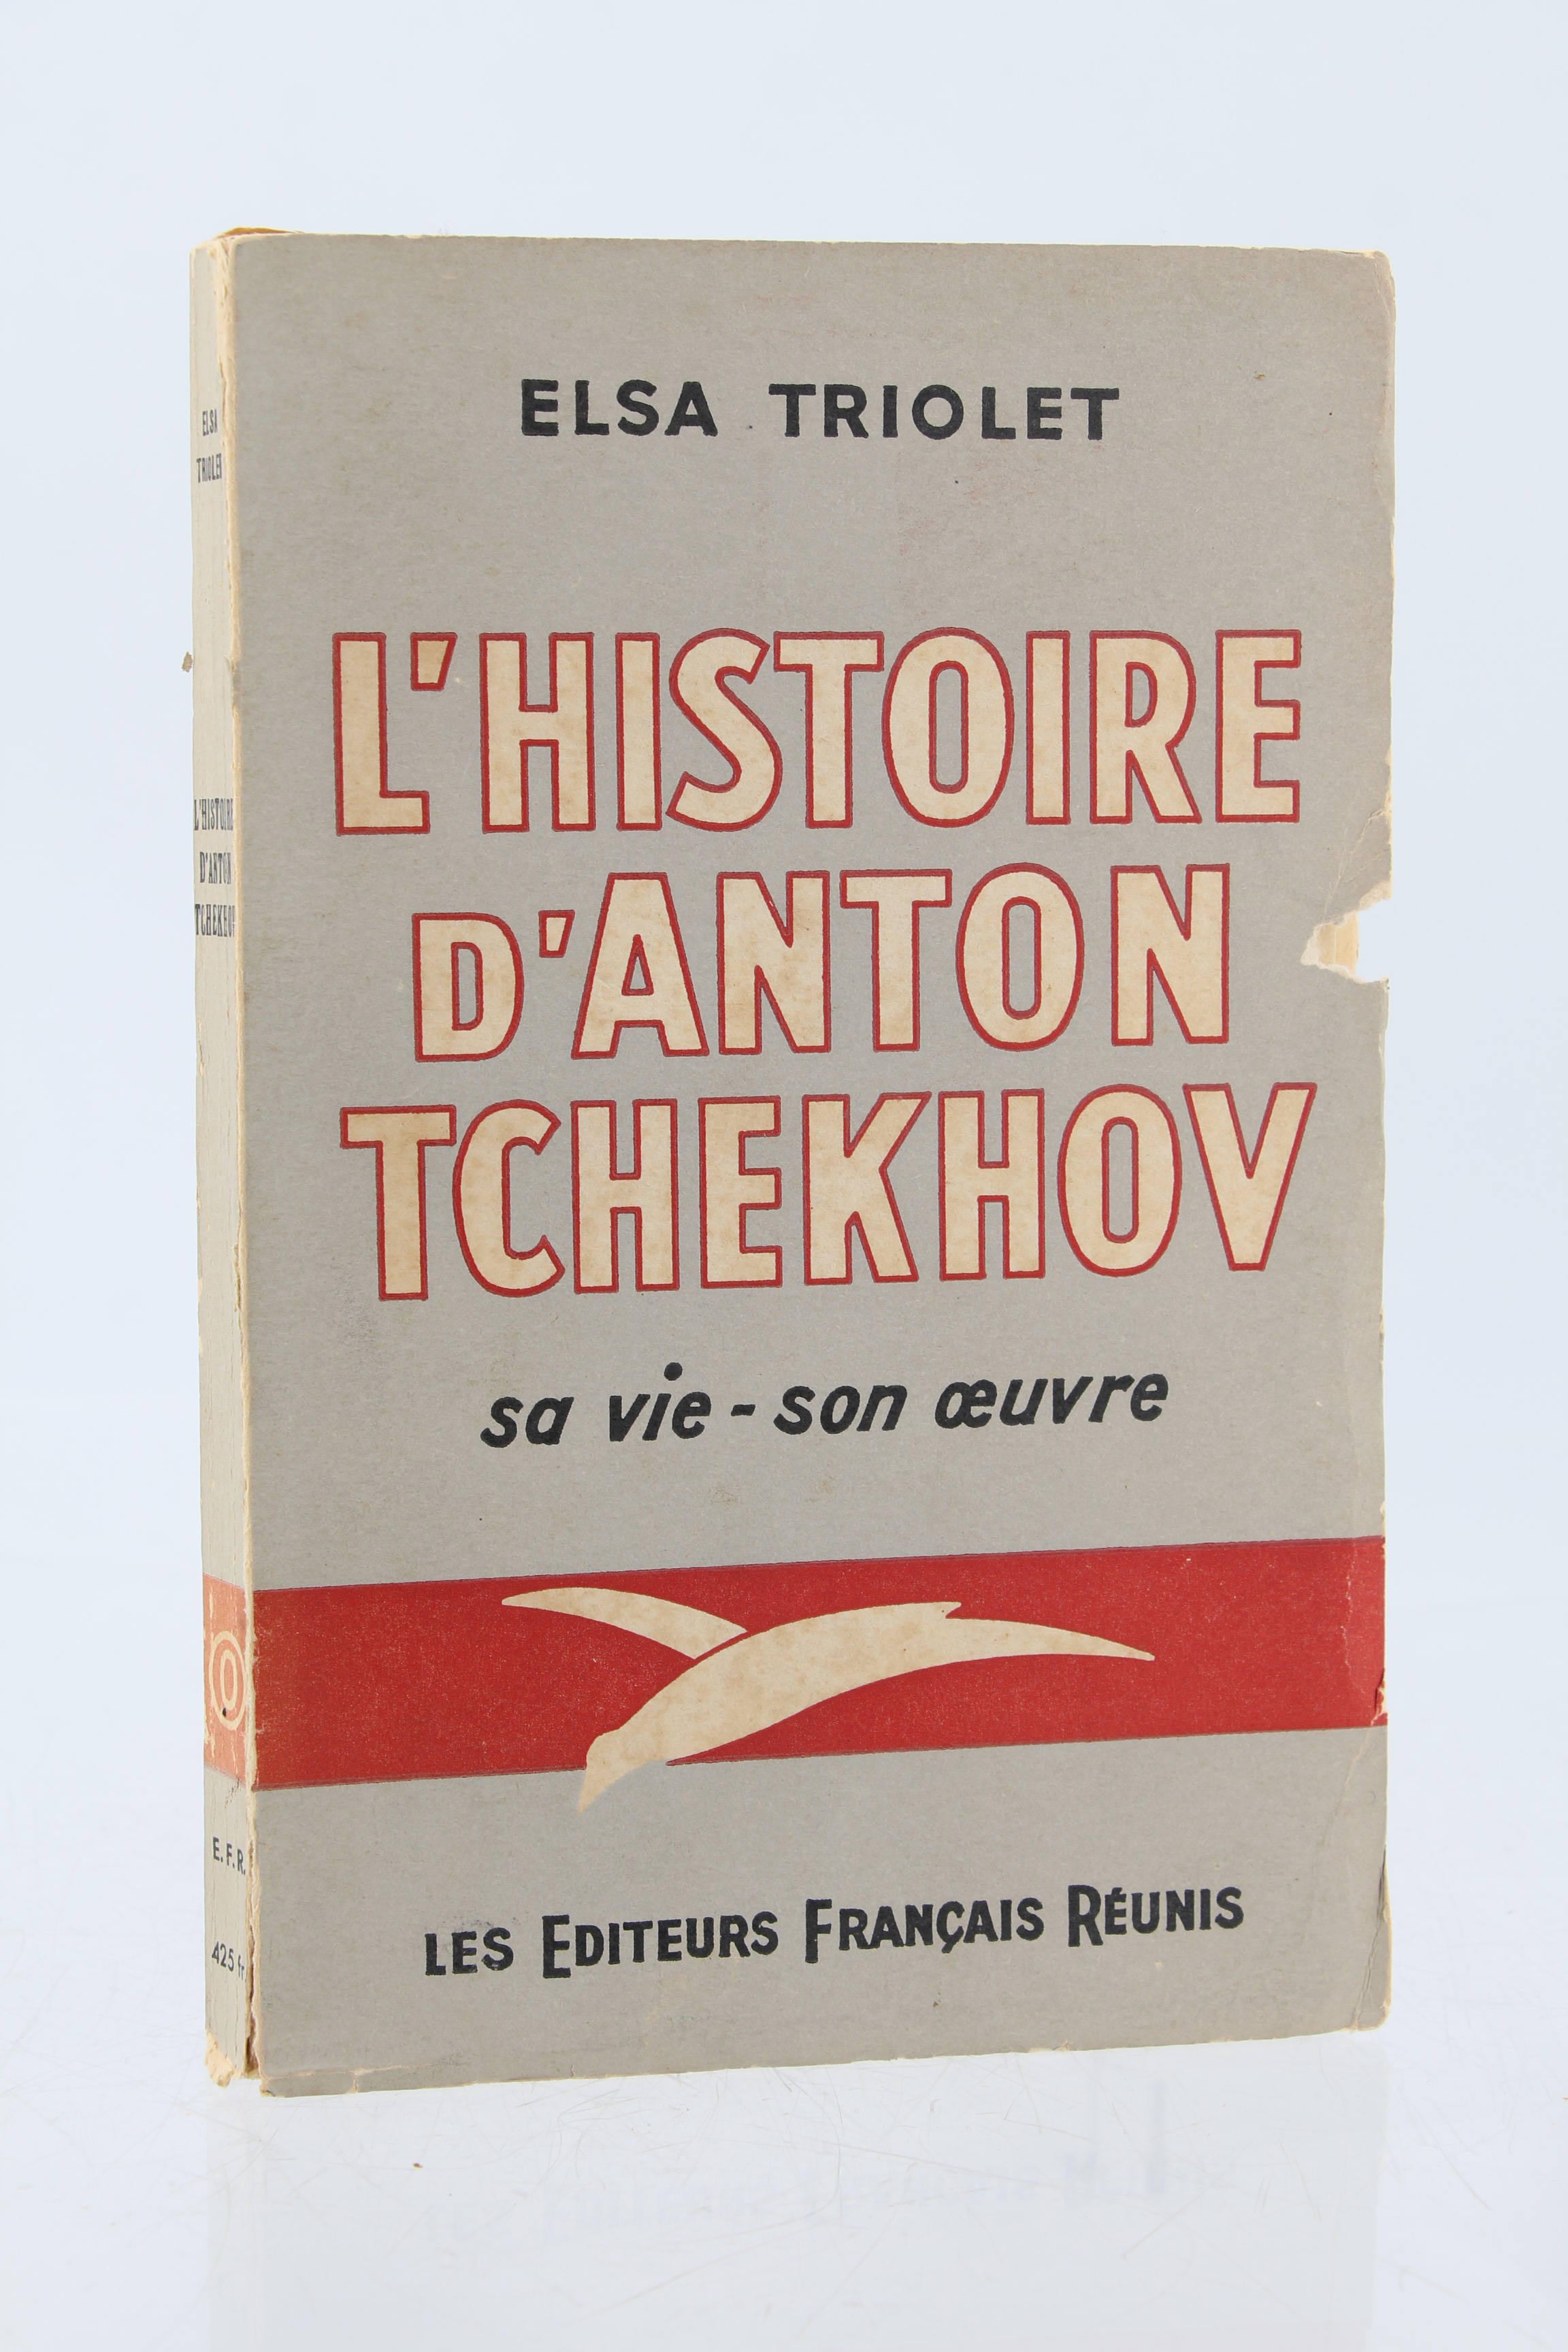 ELSA TRIOLET
L'HISTOIRE
D'ANTON
TCHEKHOV
sa vie - son œuvre
LES EDITEURS FRANÇAIS RÉUNIS
ELSA
TRIOLET
L'HISTOIRE
D'ANTON
TCHEKHOV
E.F.R.
425 fr